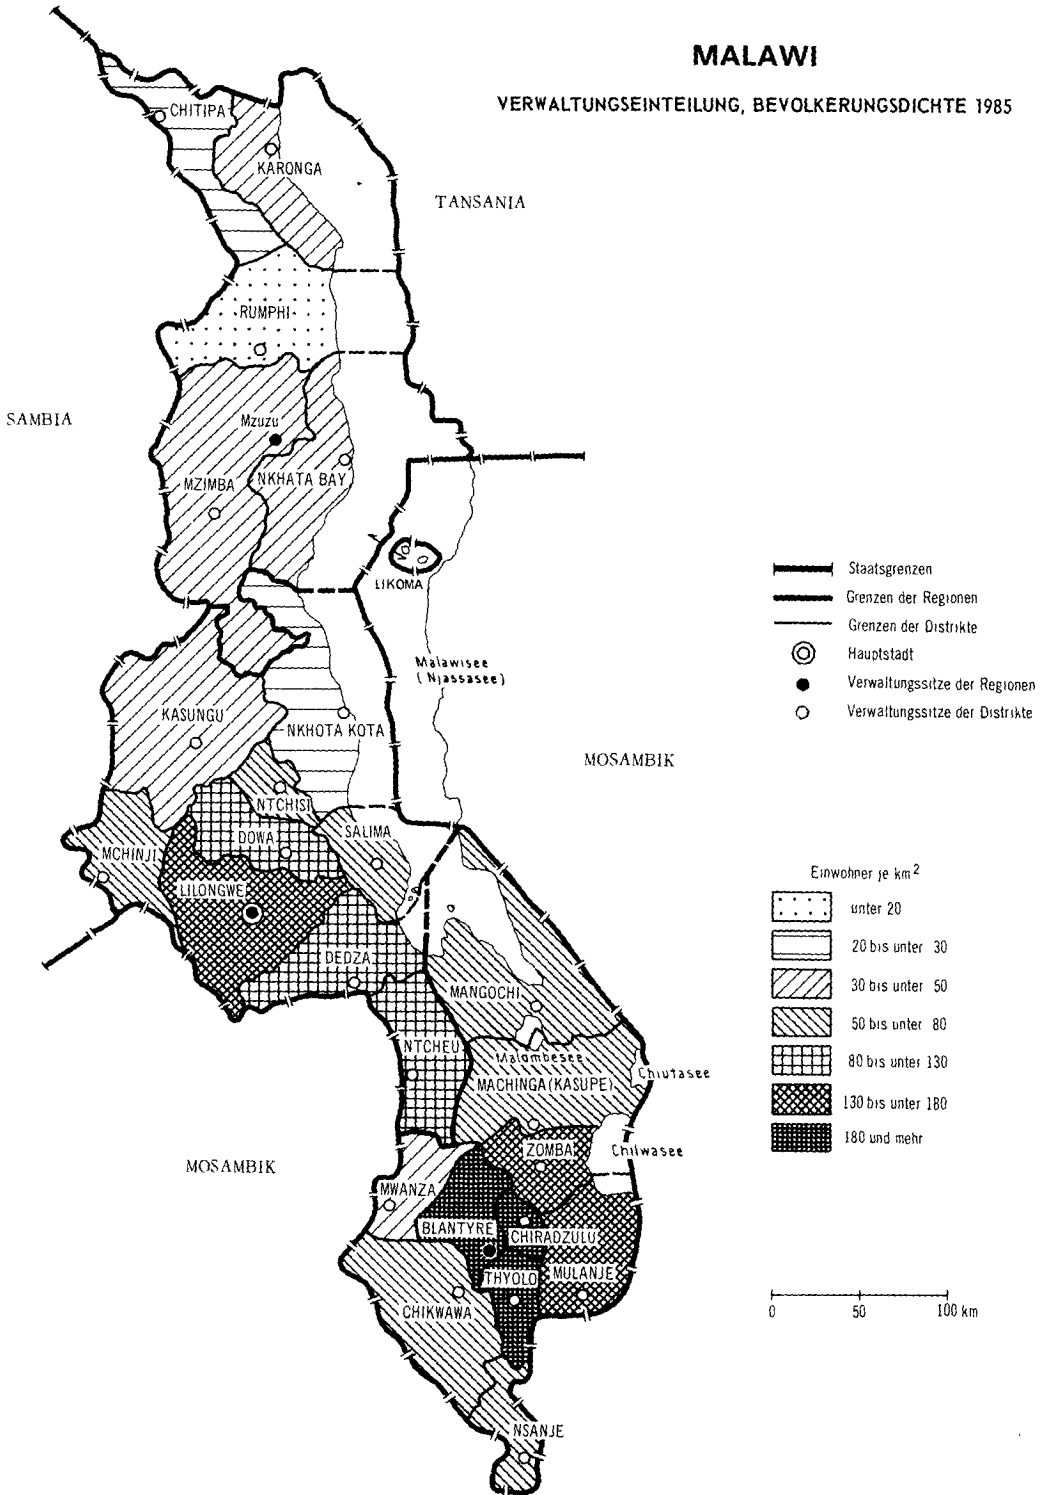 MALAWI
VERWALTUNGSEINTEILUNG, BEVOLKERUNGSDICHTE 1985
CHITIPA
KARONGA
TANSANIA
RUMPHI
SAMBIA
Mzuzu
MZIMBA
NKHATA BAY
LIKOMA
Malawisee
(Njassasee)
KASUNGU
NKHOTA KOTA
MOSAMBIK
NTCHISI
DOWA
SALIMA
MCHINJI
LILONGWE
DEDZA
MANGOCHI
NTCHEU
Malombesee
Chiutasee
MACHINGA (KASUPE)
ZOMBA
Chilwasee
MOSAMBIK
MWANZA
BLANTYRE
CHIRADZULU
THYOLO
MULANJE
CHIKWAWA
NSANJE
Staatsgrenzen
Grenzen der Regionen
Grenzen der Distrikte
Hauptstadt
Verwaltungssitze der Regionen
Verwaltungssitze der Distrikte
Einwohner je km²
unter 20
20 bis unter 30
30 bis unter 50
50 bis unter 80
80 bis unter 130
130 bis unter 180
180 und mehr
0 50 100 km